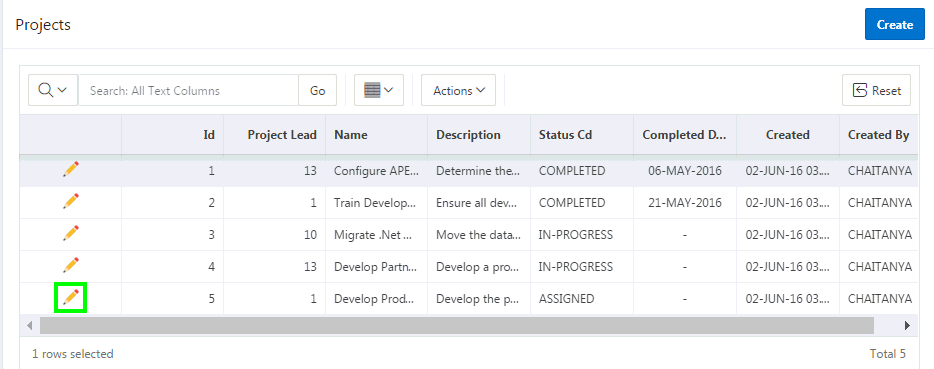 Projects
Create
Search: All Text Columns
Go
Actions
Reset
Id Project Lead Name Description Status Cd Completed D... Created Created By
1 13 Configure APE... Determine the... COMPLETED 06-MAY-2016 02-JUN-16 03.... CHAITANYA
2 1 Train Develop... Ensure all dev... COMPLETED 21-MAY-2016 02-JUN-16 03.... CHAITANYA
3 10 Migrate .Net ... Move the data... IN-PROGRESS - 02-JUN-16 03.... CHAITANYA
4 13 Develop Partn... Develop a pro... IN-PROGRESS - 02-JUN-16 03.... CHAITANYA
5 1 Develop Prod... Develop the p... ASSIGNED - 02-JUN-16 03.... CHAITANYA
1 rows selected
Total 5